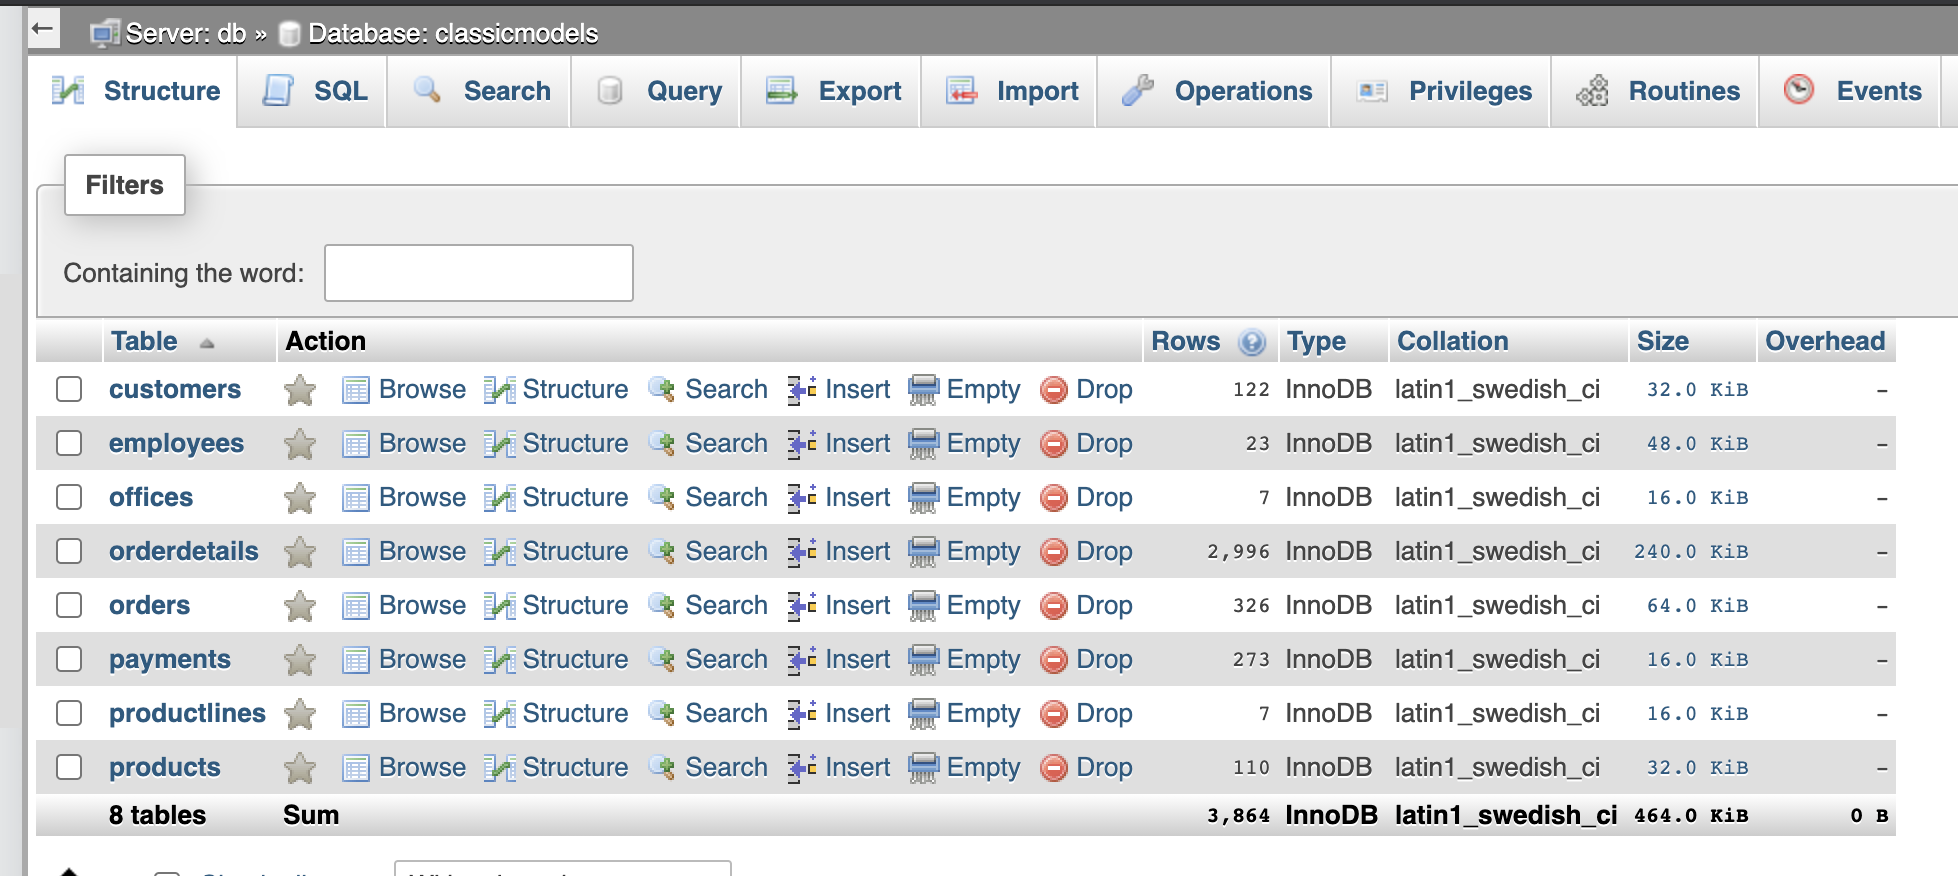 Server: db » Database: classicmodels
Structure SQL Search Query Export Import Operations Privileges Routines Events
Filters
Containing the word:
Table Action Rows Type Collation Size Overhead
customers Browse Structure Search Insert Empty Drop 122 InnoDB latin1_swedish_ci 32.0 KiB -
employees Browse Structure Search Insert Empty Drop 23 InnoDB latin1_swedish_ci 48.0 KiB -
offices Browse Structure Search Insert Empty Drop 7 InnoDB latin1_swedish_ci 16.0 KiB -
orderdetails Browse Structure Search Insert Empty Drop 2,996 InnoDB latin1_swedish_ci 240.0 KiB -
orders Browse Structure Search Insert Empty Drop 326 InnoDB latin1_swedish_ci 64.0 KiB -
payments Browse Structure Search Insert Empty Drop 273 InnoDB latin1_swedish_ci 16.0 KiB -
productlines Browse Structure Search Insert Empty Drop 7 InnoDB latin1_swedish_ci 16.0 KiB -
products Browse Structure Search Insert Empty Drop 110 InnoDB latin1_swedish_ci 32.0 KiB -
8 tables Sum 3,864 InnoDB latin1_swedish_ci 464.0 KiB 0 B